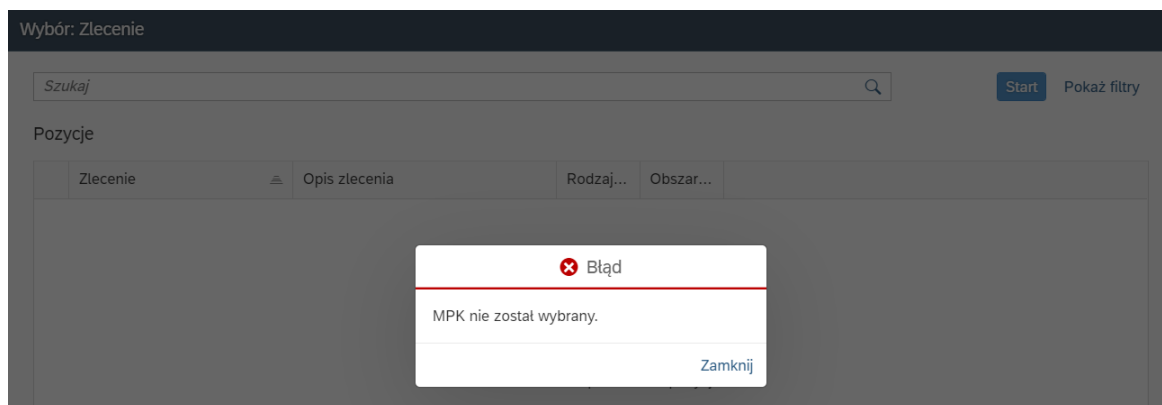 Wybór: Zlecenie
Szukaj
Start Pokaż filtry
Pozycje
Zlecenie Opis zlecenia Rodzaj... Obszar...
Błąd
MPK nie został wybrany.
Zamknij